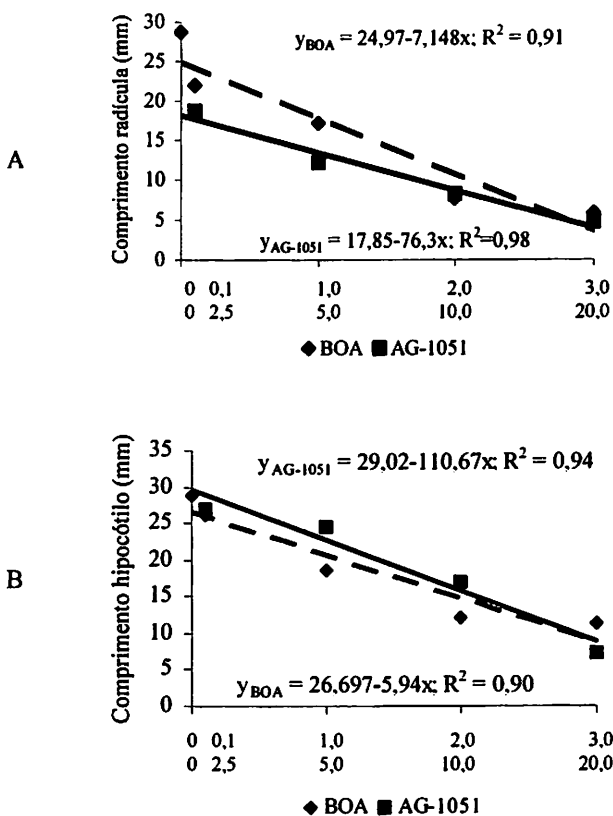 A
Comprimento radícula (mm)
30
25
20
15
10
5
0
y_BOA = 24,97-7,148x; R² = 0,91
y_AG-1051 = 17,85-76,3x; R²=0,98
0 0,1 1,0 2,0 3,0
0 2,5 5,0 10,0 20,0
BOA AG-1051
B
Comprimento hipocótilo (mm)
35
30
25
20
15
10
5
0
y_AG-1051 = 29,02-110,67x; R² = 0,94
y_BOA = 26,697-5,94x; R² = 0,90
0 0,1 1,0 2,0 3,0
0 2,5 5,0 10,0 20,0
BOA AG-1051